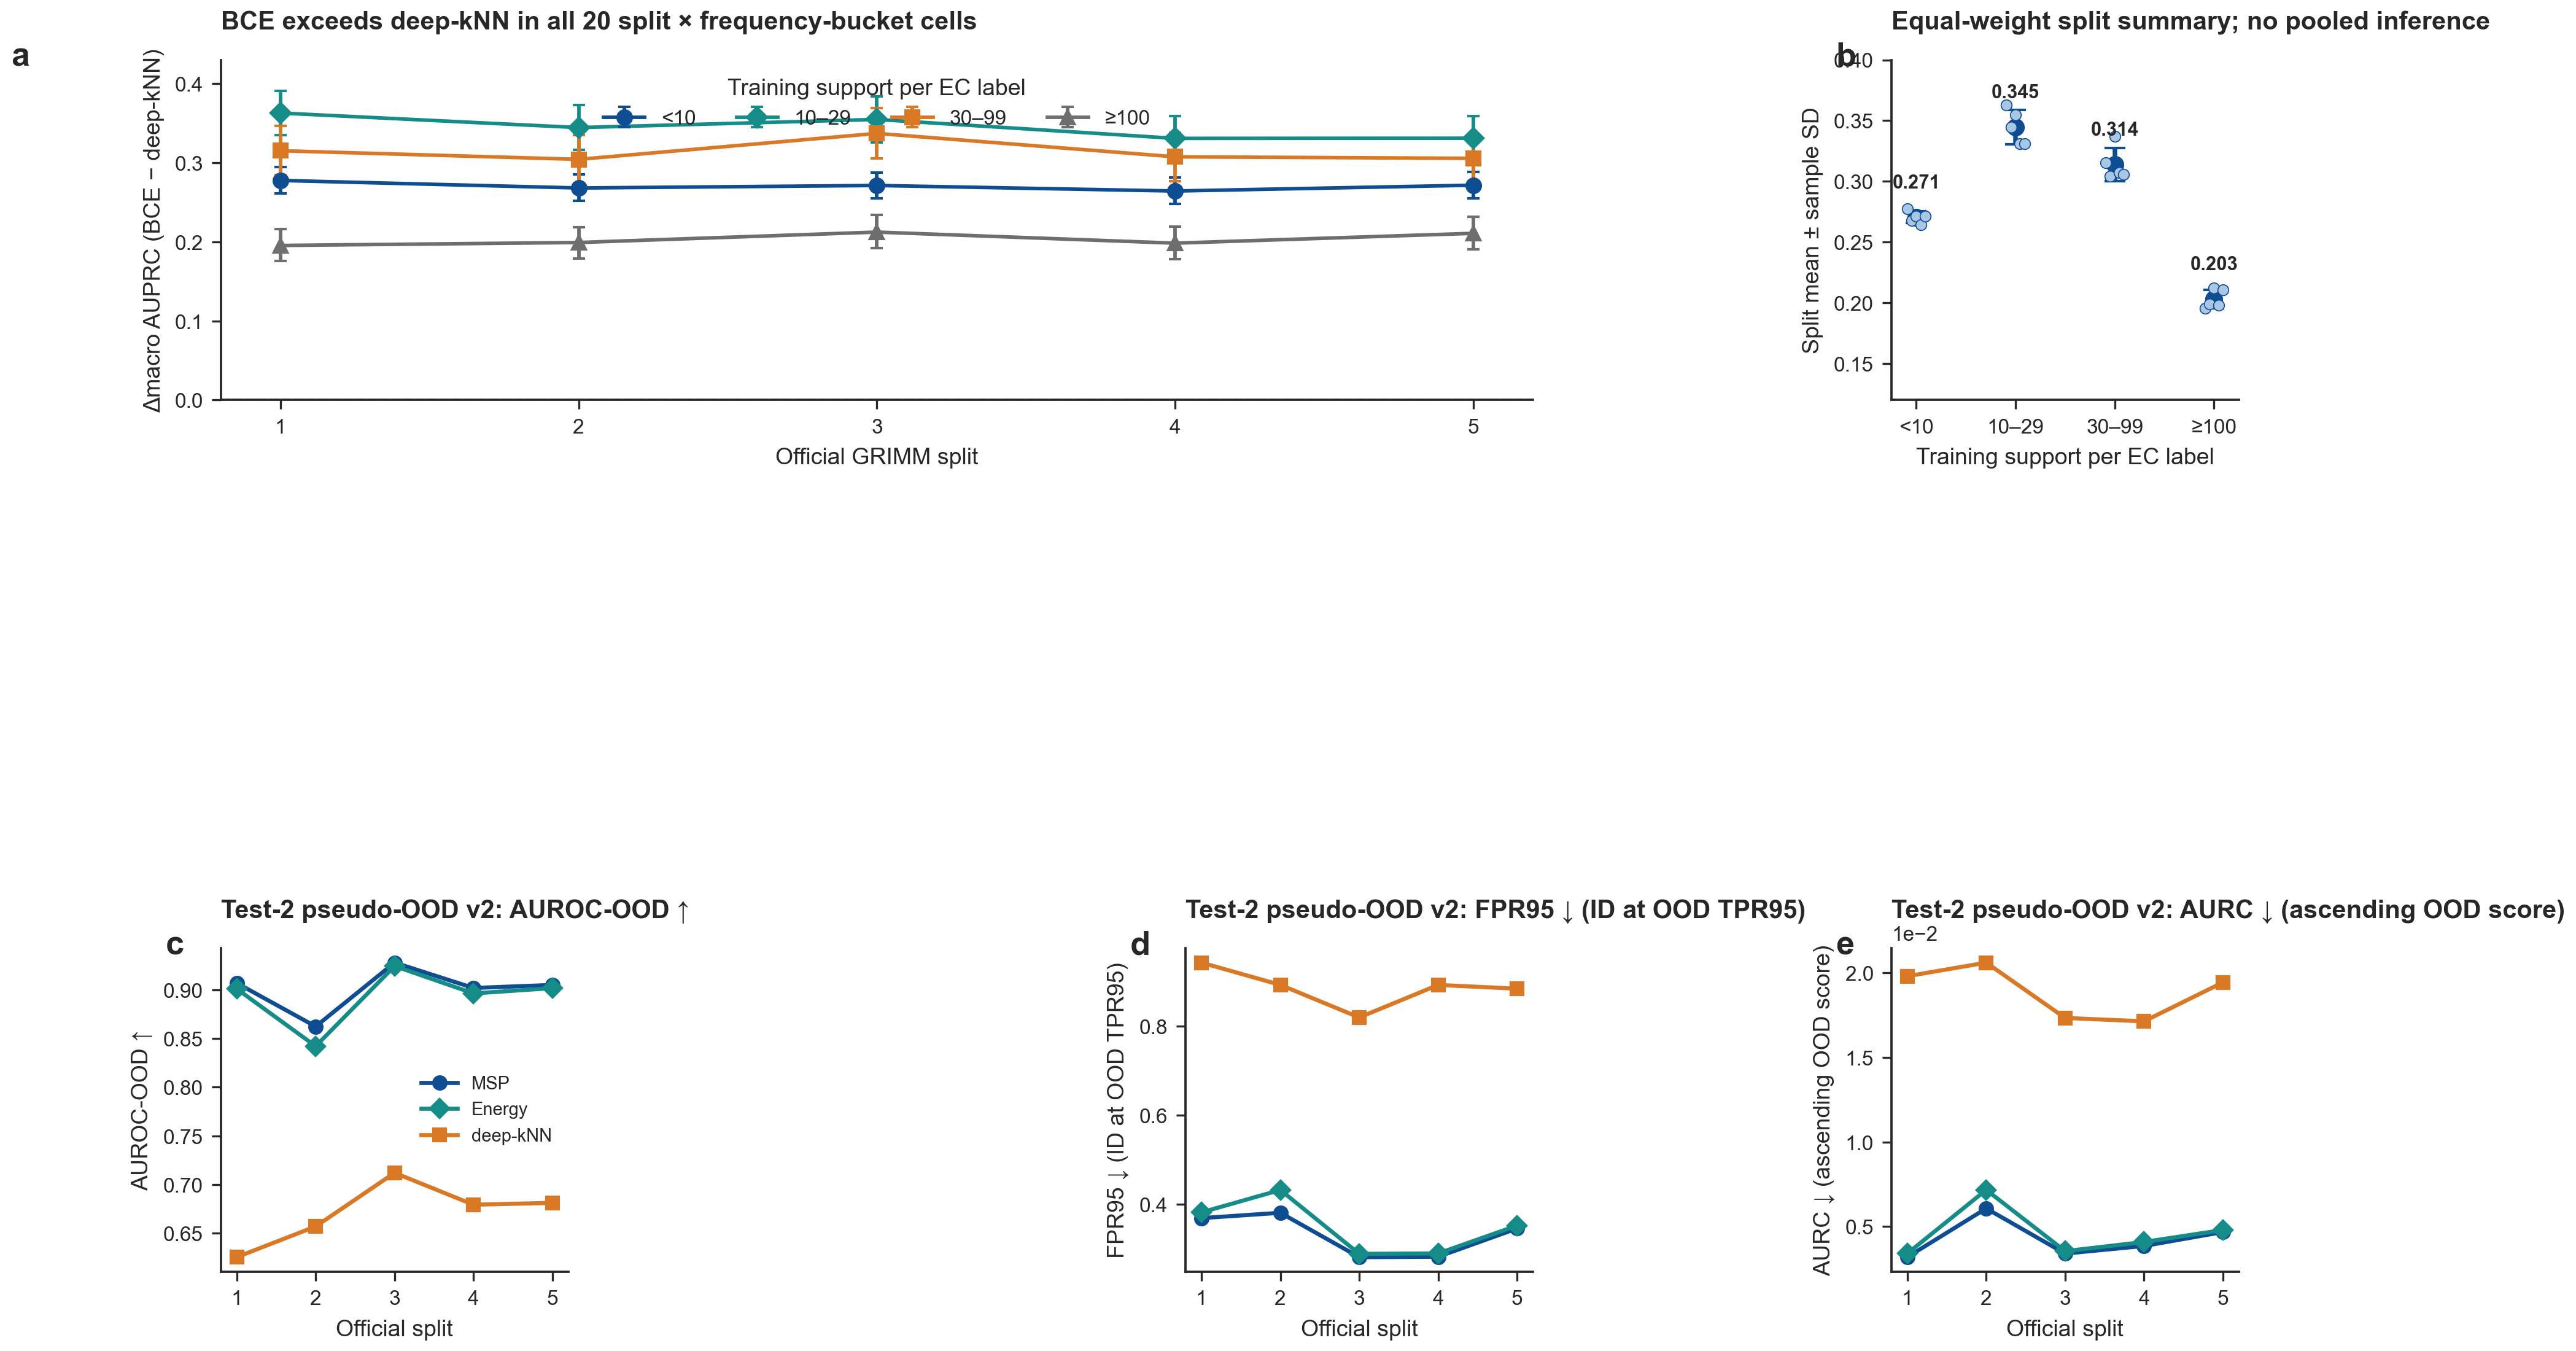 BCE exceeds deep-kNN in all 20 split × frequency-bucket cells
a
Δmacro AUPRC (BCE − deep-kNN)
0.4
0.3
0.2
0.1
0.0
Training support per EC label
<10
10–29
30–99
≥100
1
2
3
4
5
Official GRIMM split
Equal-weight split summary; no pooled inference
b
Split mean ± sample SD
0.40
0.35
0.30
0.25
0.20
0.15
0.271
0.345
0.314
0.203
<10
10–29
30–99
≥100
Training support per EC label
Test-2 pseudo-OOD v2: AUROC-OOD ↑
c
AUROC-OOD ↑
0.90
0.85
0.80
0.75
0.70
0.65
MSP
Energy
deep-kNN
1
2
3
4
5
Official split
Test-2 pseudo-OOD v2: FPR95 ↓ (ID at OOD TPR95)
d
FPR95 ↓ (ID at OOD TPR95)
0.8
0.6
0.4
1
2
3
4
5
Official split
Test-2 pseudo-OOD v2: AURC ↓ (ascending OOD score)
e
1e−2
AURC ↓ (ascending OOD score)
2.0
1.5
1.0
0.5
1
2
3
4
5
Official split